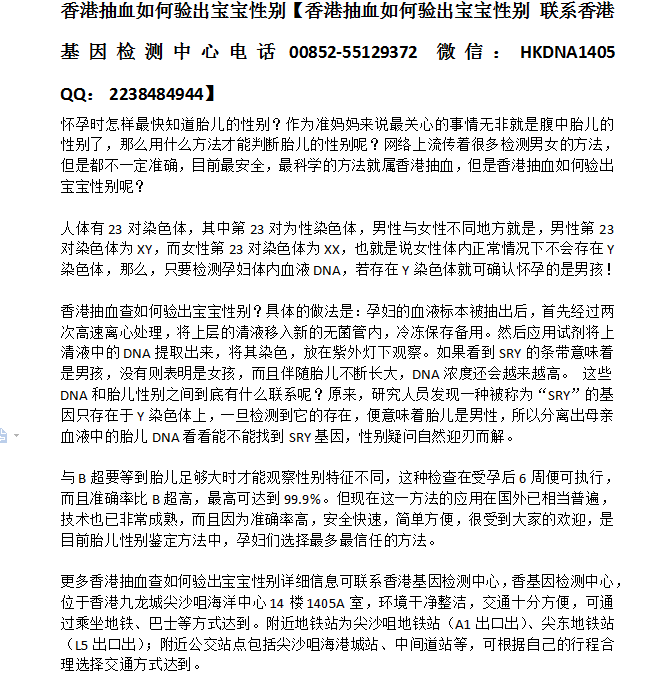 香港抽血如何验出宝宝性别【香港抽血如何验出宝宝性别 联系香港
基因检测中心电话 00852-55129372 微信： HKDNA1405
QQ： 2238484944】
怀孕时怎样最快知道胎儿的性别？作为准妈妈来说最关心的事情无非就是腹中胎儿的
性别了，那么用什么方法才能判断胎儿的性别呢？网络上流传着很多检测男女的方法，
但是都不一定准确，目前最安全，最科学的方法就属香港抽血，但是香港抽血如何验出
宝宝性别呢？
人体有 23 对染色体，其中第 23 对为性染色体，男性与女性不同地方就是，男性第 23
对染色体为 XY，而女性第 23 对染色体为 XX，也就是说女性体内正常情况下不会存在 Y
染色体，那么，只要检测孕妇体内血液 DNA，若存在 Y 染色体就可确认怀孕的是男孩！
香港抽血查如何验出宝宝性别？具体的做法是：孕妇的血液标本被抽出后，首先经过两
次高速离心处理，将上层的清液移入新的无菌管内，冷冻保存备用。然后应用试剂将上
清液中的 DNA 提取出来，将其染色，放在紫外灯下观察。如果看到 SRY 的条带意味着
是男孩，没有则表明是女孩，而且伴随胎儿不断长大，DNA 浓度还会越来越高。 这些
DNA 和胎儿性别之间到底有什么联系呢？原来，研究人员发现一种被称为“SRY”的基
因只存在于 Y 染色体上，一旦检测到它的存在，便意味着胎儿是男性，所以分离出母亲
血液中的胎儿 DNA 看看能不能找到 SRY 基因，性别疑问自然迎刃而解。
与 B 超要等到胎儿足够大时才能观察性别特征不同，这种检查在受孕后 6 周便可执行，
而且准确率比 B 超高，最高可达到 99.9%。但现在这一方法的应用在国外已相当普遍，
技术也已非常成熟，而且因为准确率高，安全快速，简单方便，很受到大家的欢迎，是
目前胎儿性别鉴定方法中，孕妇们选择最多最信任的方法。
更多香港抽血查如何验出宝宝性别详细信息可联系香港基因检测中心，香基因检测中心，
位于香港九龙城尖沙咀海洋中心 14 楼 1405A 室，环境干净整洁，交通十分方便，可通
过乘坐地铁、巴士等方式达到。附近地铁站为尖沙咀地铁站（A1 出口出）、尖东地铁站
（L5 出口出）；附近公交站点包括尖沙咀海港城站、中间道站等，可根据自己的行程合
理选择交通方式达到。